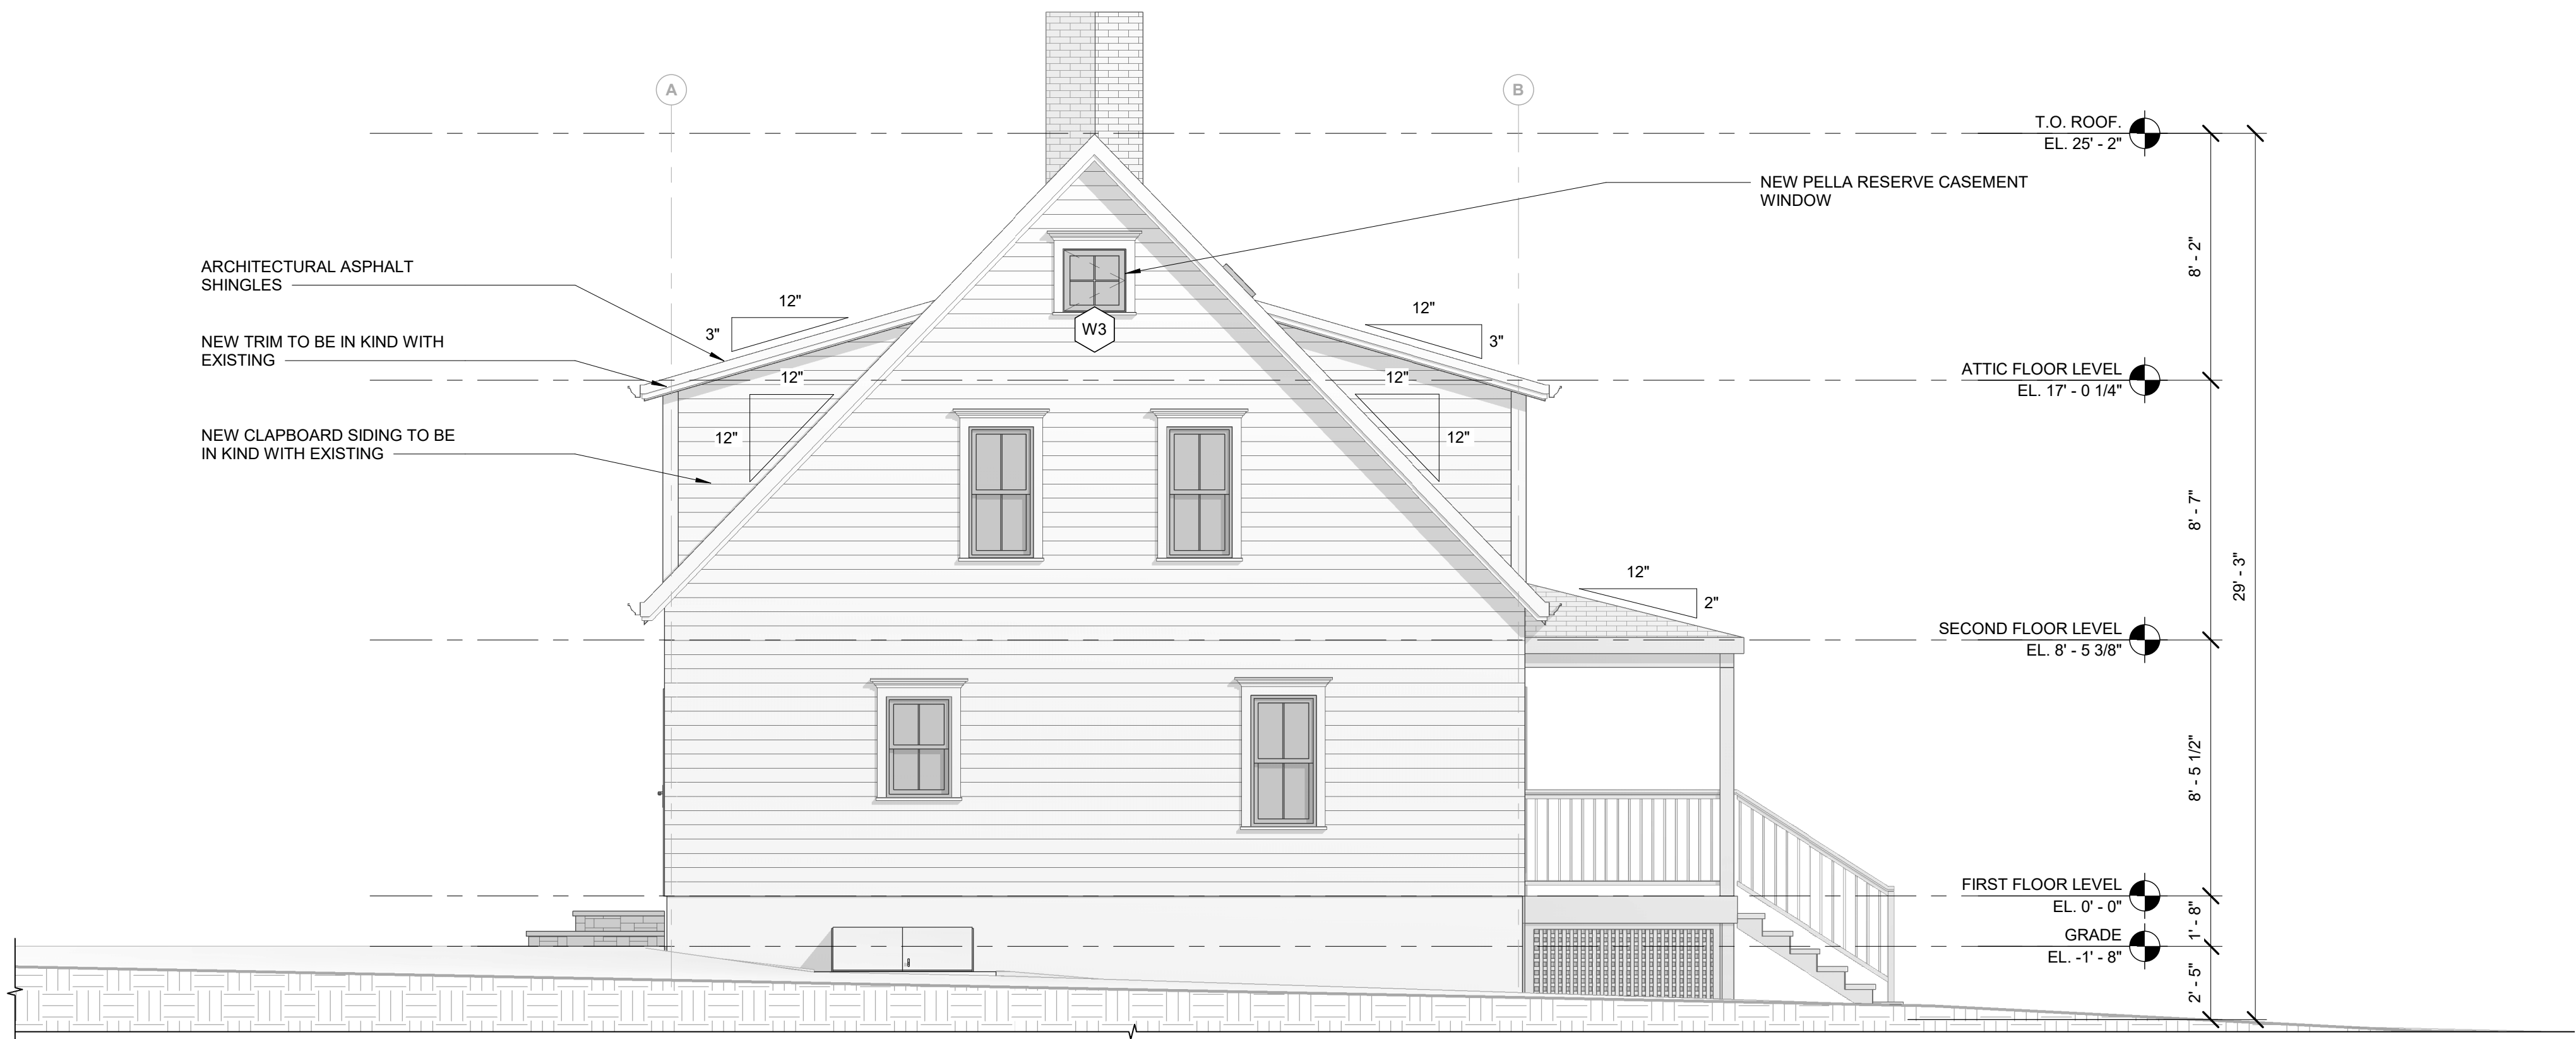 A
B
T.O. ROOF.
EL. 25' - 2"
NEW PELLA RESERVE CASEMENT
WINDOW
8' - 2"
ARCHITECTURAL ASPHALT
SHINGLES
12"
3"
12"
3"
W3
NEW TRIM TO BE IN KIND WITH
EXISTING
ATTIC FLOOR LEVEL
EL. 17' - 0 1/4"
12"
12"
12"
12"
NEW CLAPBOARD SIDING TO BE
IN KIND WITH EXISTING
8' - 7"
29' - 3"
12"
2"
SECOND FLOOR LEVEL
EL. 8' - 5 3/8"
8' - 5 1/2"
FIRST FLOOR LEVEL
EL. 0' - 0"
1' - 8"
GRADE
EL. -1' - 8"
2' - 5"